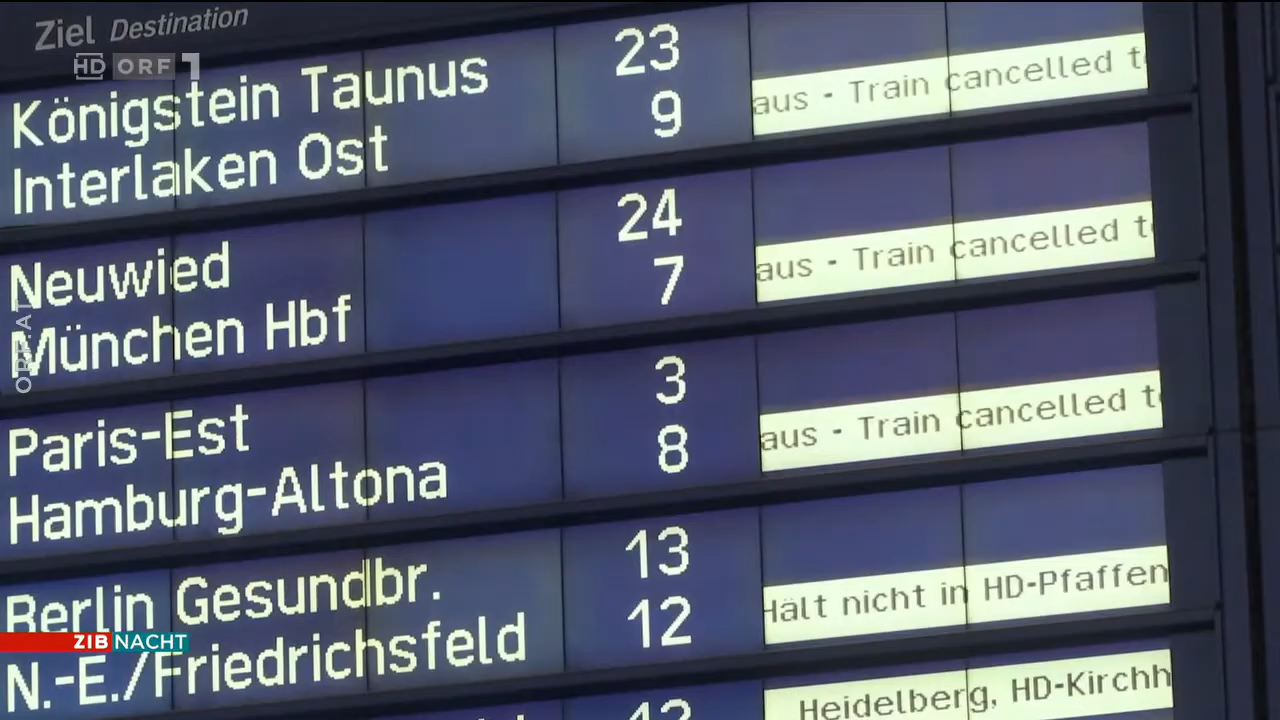 Ziel Destination
HD ORF 1
Königstein Taunus 23
aus - Train cancelled
Interlaken Ost 9
Neuwied 24
aus - Train cancelled
München Hbf 7
ORF.AT
Paris-Est 3
aus - Train cancelled
Hamburg-Altona 8
Berlin Gesundbr. 13
Hält nicht in HD-Pfaffen
ZIB NACHT
N.-E./Friedrichsfeld 12
Heidelberg, HD-Kirchh